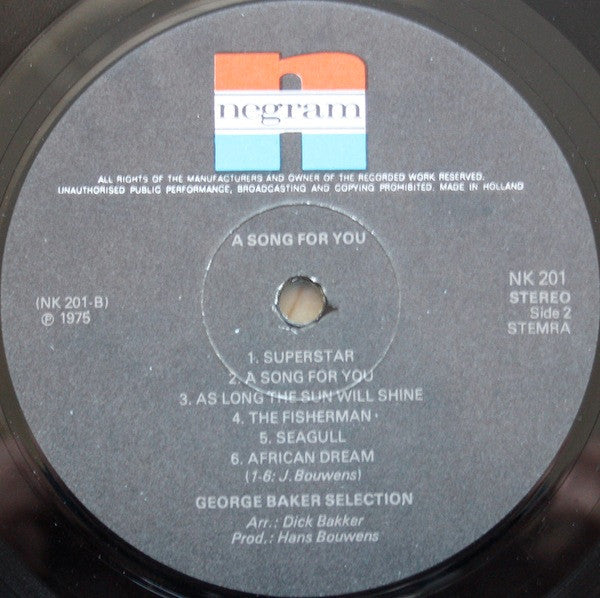 negram
ALL RIGHTS OF THE MANUFACTURERS AND OWNER OF THE RECORDED WORK RESERVED.
UNAUTHORISED PUBLIC PERFORMANCE, BROADCASTING AND COPYING PROHIBITED. MADE IN HOLLAND
A SONG FOR YOU
(NK 201-B)
℗ 1975
NK 201
STEREO
Side 2
STEMRA
1. SUPERSTAR
2. A SONG FOR YOU
3. AS LONG THE SUN WILL SHINE
4. THE FISHERMAN
5. SEAGULL
6. AFRICAN DREAM
(1-6: J. Bouwens)
GEORGE BAKER SELECTION
Arr.: Dick Bakker
Prod.: Hans Bouwens